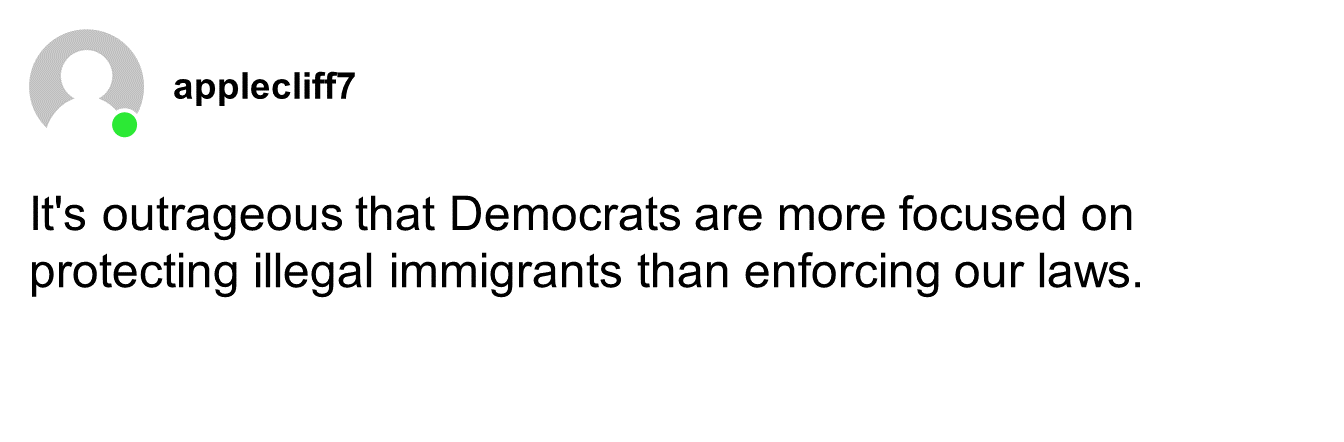 applecliff7
It's outrageous that Democrats are more focused on
protecting illegal immigrants than enforcing our laws.